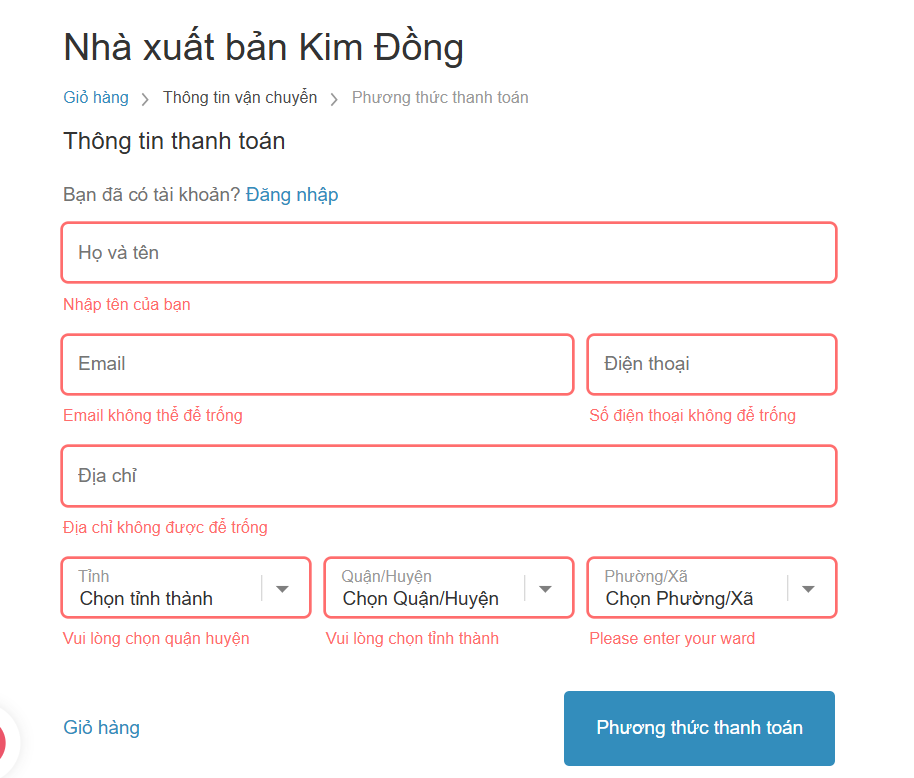 Nhà xuất bản Kim Đồng
Giỏ hàng > Thông tin vận chuyển > Phương thức thanh toán
Thông tin thanh toán
Bạn đã có tài khoản? Đăng nhập
Họ và tên
Nhập tên của bạn
Email Điện thoại
Email không thể để trống Số điện thoại không để trống
Địa chỉ
Địa chỉ không được để trống
Tỉnh Quận/Huyện Phường/Xã
Chọn tỉnh thành Chọn Quận/Huyện Chọn Phường/Xã
Vui lòng chọn quận huyện Vui lòng chọn tỉnh thành Please enter your ward
Giỏ hàng Phương thức thanh toán